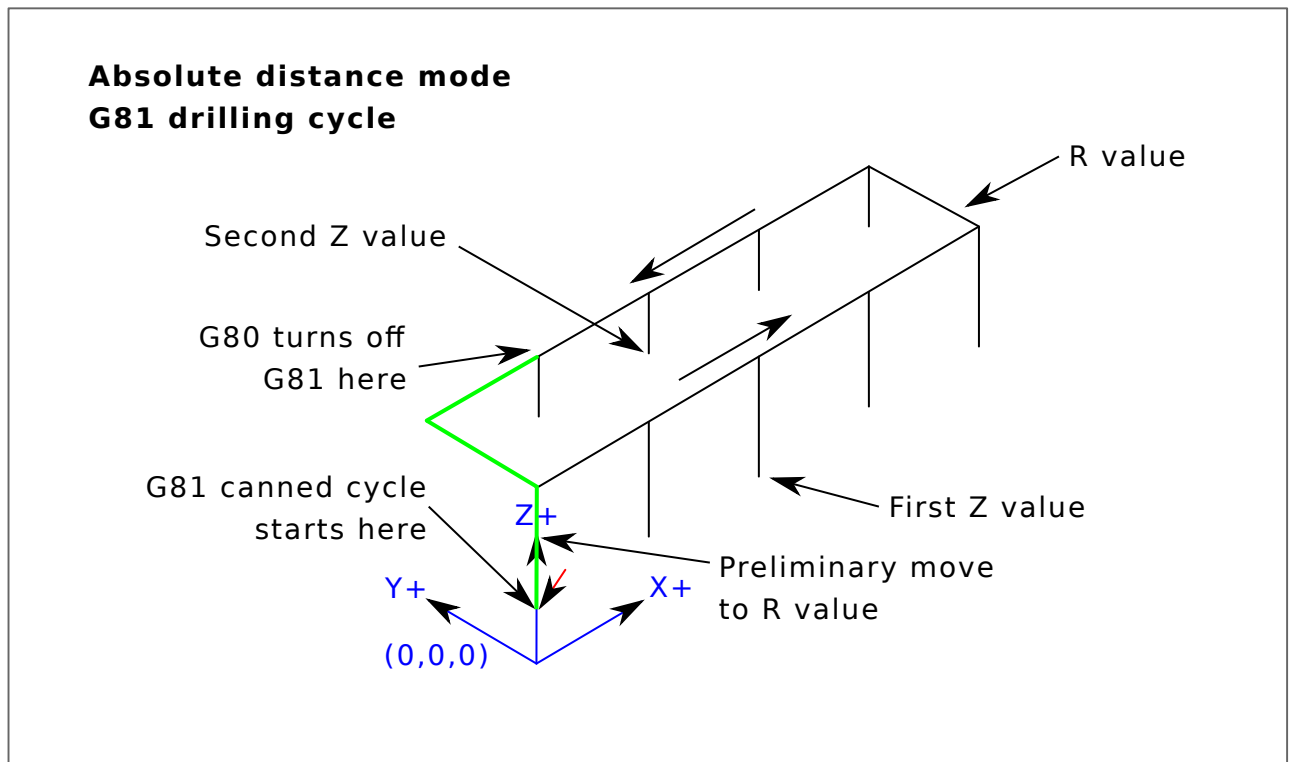 Absolute distance mode
G81 drilling cycle
R value
Second Z value
G80 turns off
G81 here
G81 canned cycle
starts here
Z+
First Z value
Preliminary move
to R value
Y+
X+
(0,0,0)